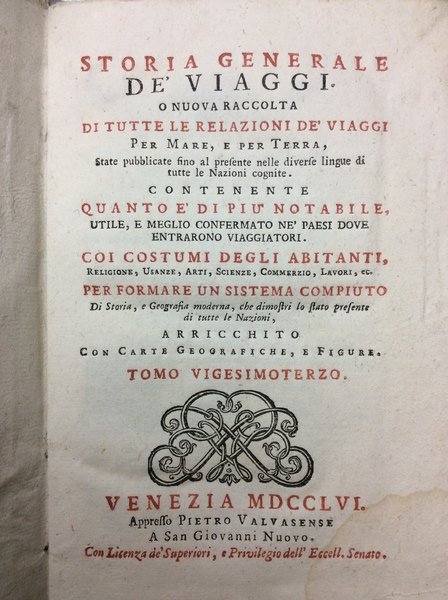 STORIA GENERALE
DE' VIAGGI.
O NUOVA RACCOLTA
DI TUTTE LE RELAZIONI DE' VIAGGI
PER MARE, E PER TERRA,
State pubblicate fino al presente nelle diverse lingue di
tutte le Nazioni cognite.
CONTENENTE
QUANTO E' DI PIU' NOTABILE,
UTILE, E MEGLIO CONFERMATO NE' PAESI DOVE
ENTRARONO VIAGGIATORI.
COI COSTUMI DEGLI ABITANTI,
RELIGIONE, USANZE, ARTI, SCIENZE, COMMERZIO, LAVORI, ec.
PER FORMARE UN SISTEMA COMPIUTO
Di Storia, e Geografia moderna, che dimostri lo stato presente
di tutte le Nazioni,
ARRICCHITO
CON CARTE GEOGRAFICHE, E FIGURE.
TOMO VIGESIMOTERZO.
VENEZIA MDCCLVI.
Appresso PIETRO VALVASENSE
A SAN GIOVANNI NUOVO.
Con Licenza de' Superiori, e Privilegio dell' Eccell. Senato.